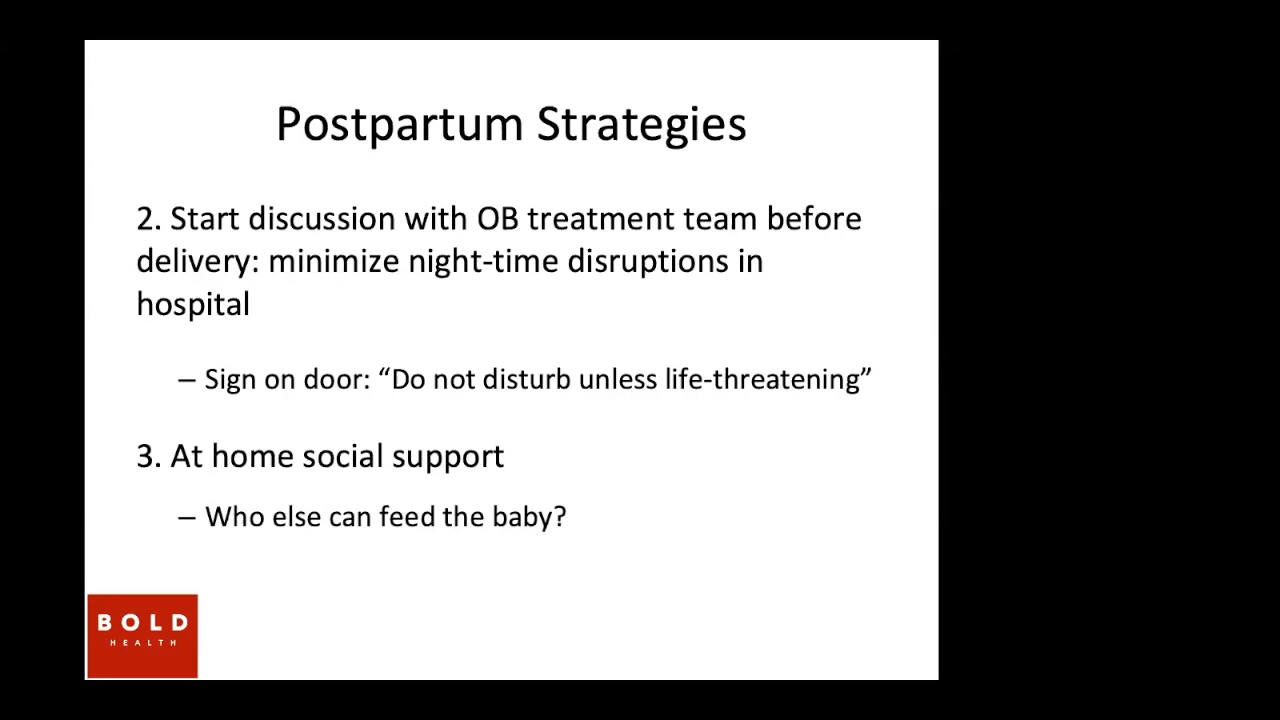 Postpartum Strategies
2. Start discussion with OB treatment team before
delivery: minimize night-time disruptions in
hospital
– Sign on door: “Do not disturb unless life-threatening”
3. At home social support
– Who else can feed the baby?
BOLD
HEALTH